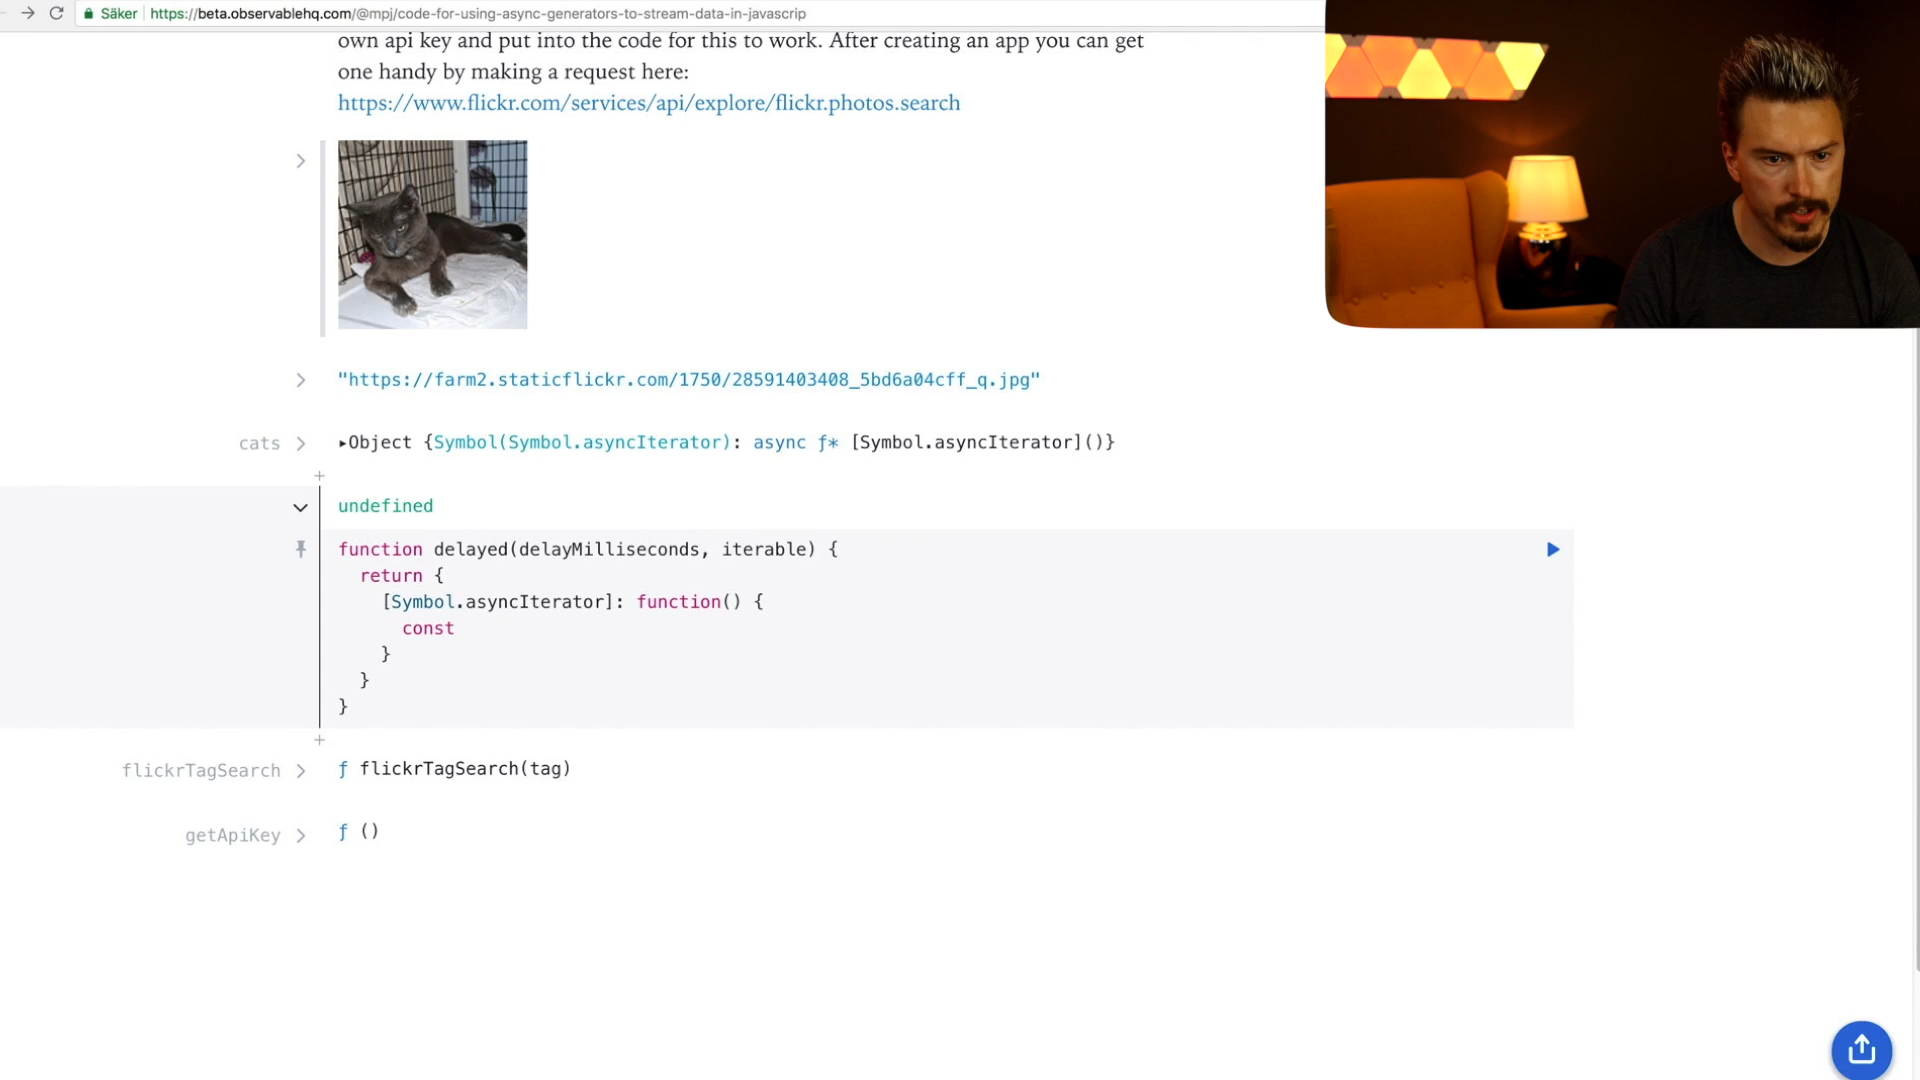 Säker https://beta.observablehq.com/@mpj/code-for-using-async-generators-to-stream-data-in-javascrip
own api key and put into the code for this to work. After creating an app you can get
one handy by making a request here:
https://www.flickr.com/services/api/explore/flickr.photos.search
"https://farm2.staticflickr.com/1750/28591403408_5bd6a04cff_q.jpg"
cats ▸Object {Symbol(Symbol.asyncIterator): async ƒ* [Symbol.asyncIterator]()}
undefined
function delayed(delayMilliseconds, iterable) {
return {
[Symbol.asyncIterator]: function() {
const
}
}
}
flickrTagSearch ƒ flickrTagSearch(tag)
getApiKey ƒ ()